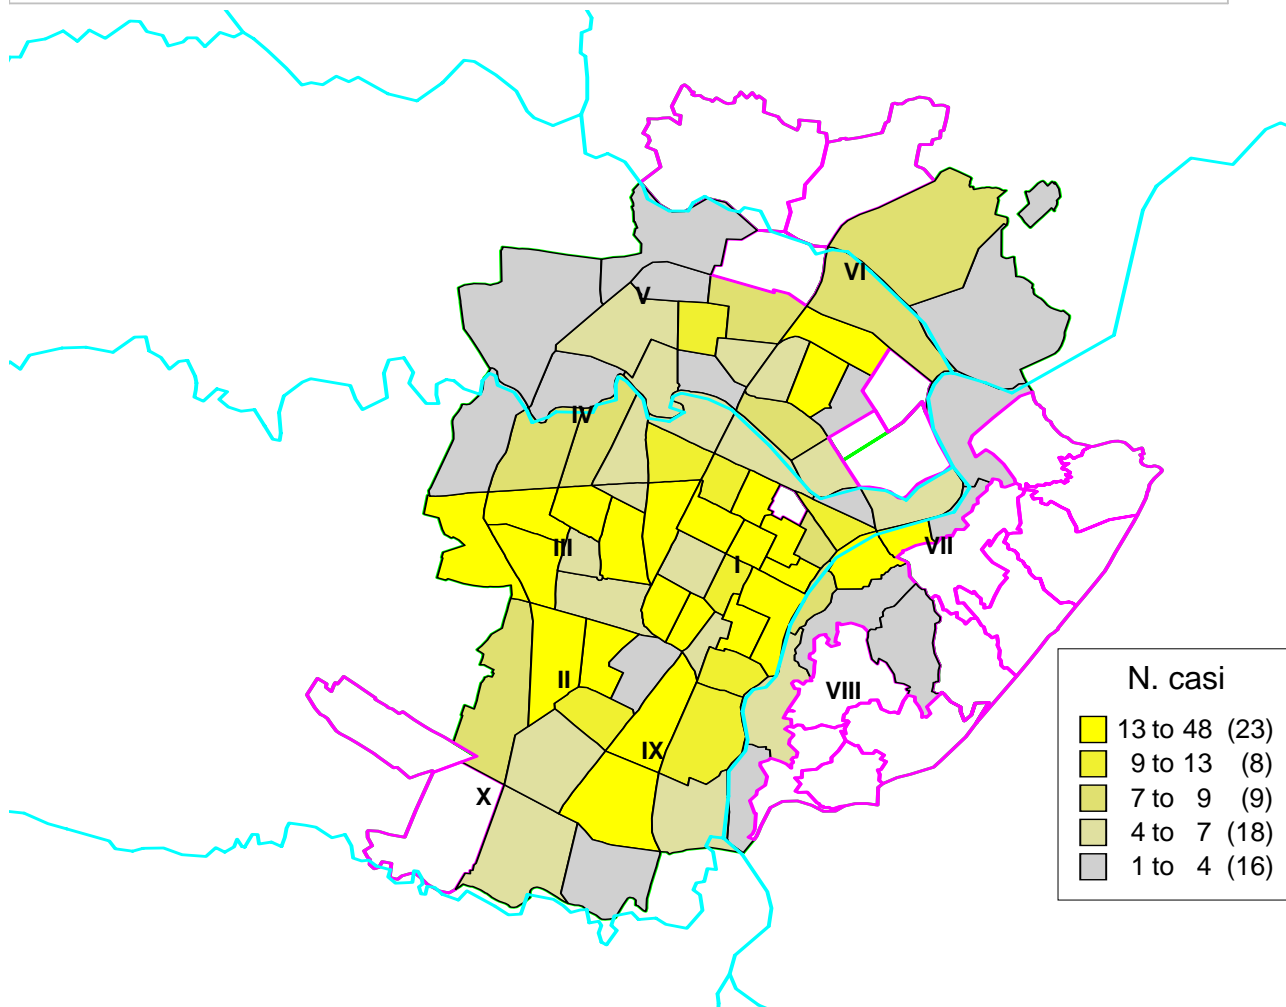 VI
V
IV
III
VII
I
II
VIII
IX
X
N. casi
13 to 48 (23)
9 to 13 (8)
7 to 9 (9)
4 to 7 (18)
1 to 4 (16)